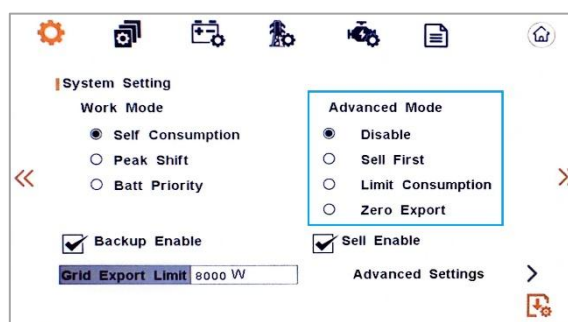 System Setting
Work Mode
Self Consumption
Peak Shift
Batt Priority
Advanced Mode
Disable
Sell First
Limit Consumption
Zero Export
Backup Enable
Sell Enable
Grid Export Limit 8000 W
Advanced Settings